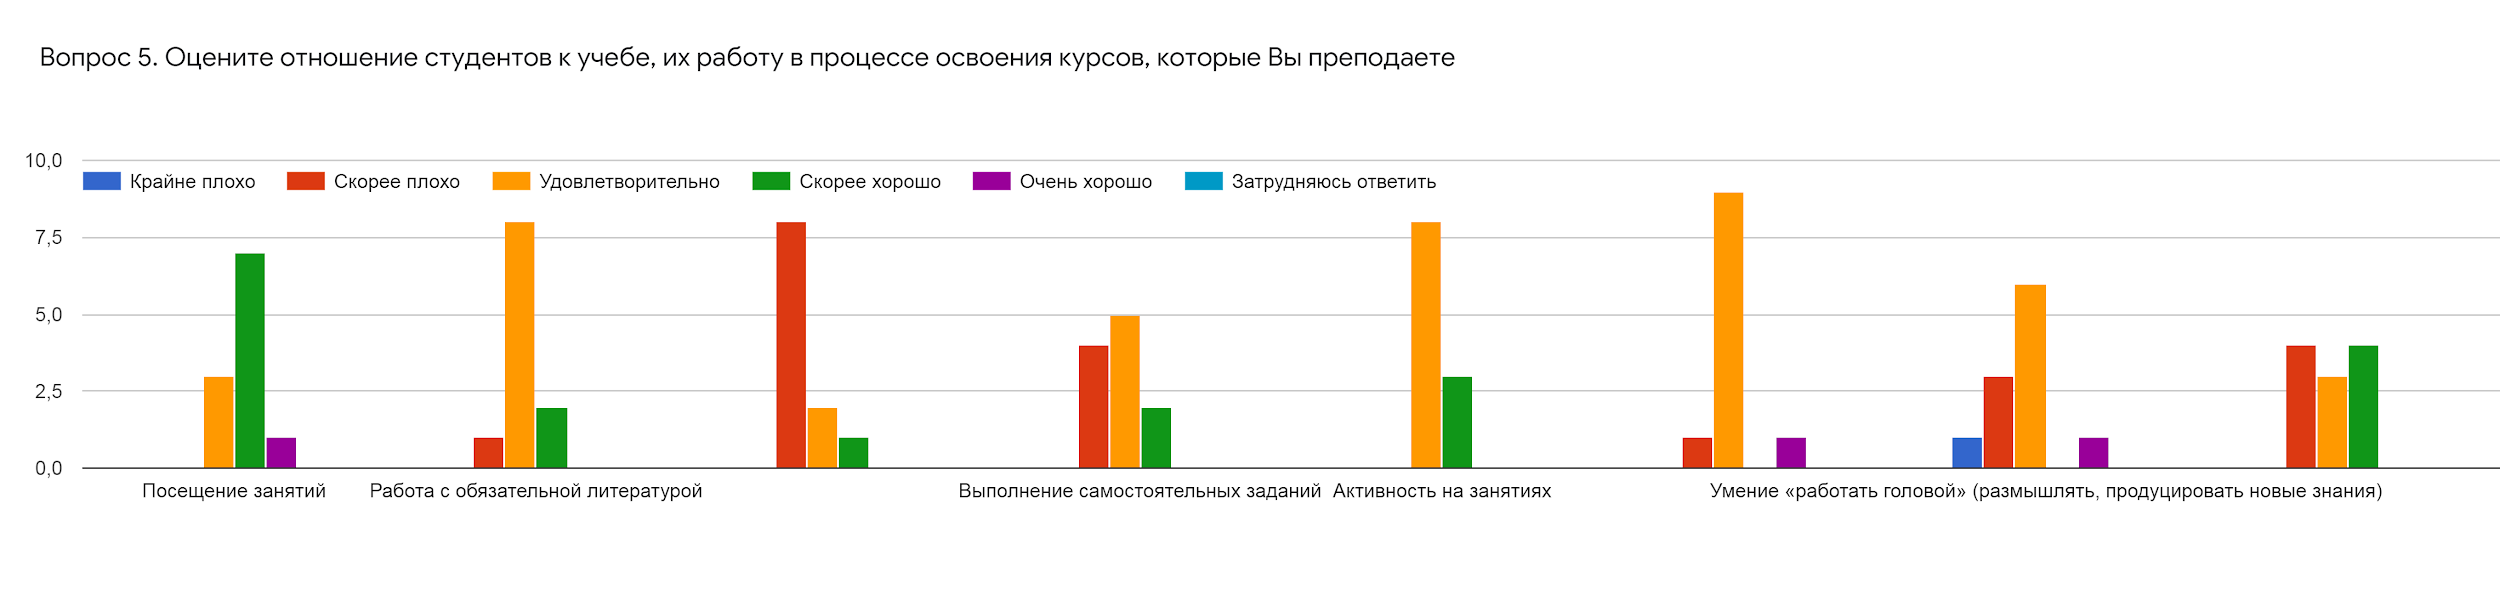 Вопрос 5. Оцените отношение студентов к учебе, их работу в процессе освоения курсов, которые Вы преподаете
10,0
Крайне плохо Скорее плохо Удовлетворительно Скорее хорошо Очень хорошо Затрудняюсь ответить
7,5
5,0
2,5
0,0
Посещение занятий Работа с обязательной литературой Выполнение самостоятельных заданий Активность на занятиях Умение «работать головой» (размышлять, продуцировать новые знания)